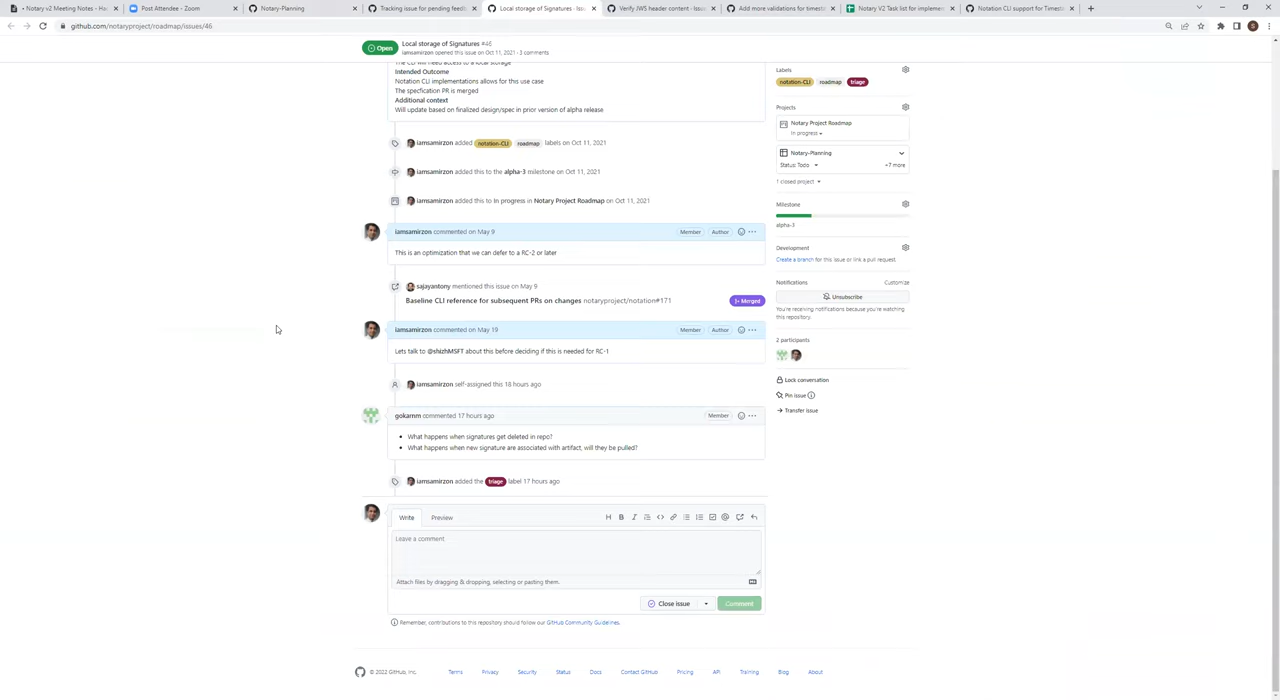 • Notary v2 Meeting Notes - Hac
Post Attendee - Zoom
Notary-Planning
Tracking issue for pending feedb
Local storage of Signatures · Issu
Verify JWS header content · Issu
Add more validations for timest
Notary V2 Task list for impleme
Notation CLI support for Timest
github.com/notaryproject/roadmap/issues/46
Open
Local storage of Signatures #46
iamsamirzon opened this issue on Oct 11, 2021 · 3 comments
The CLI will need access to a local storage
Intended Outcome
Notation CLI implementations allows for this use case
The specfication PR is merged
Additional context
Will update based on finalized design/spec in prior version of alpha release
iamsamirzon added notation-CLI roadmap labels on Oct 11, 2021
iamsamirzon added this to the alpha-3 milestone on Oct 11, 2021
iamsamirzon added this to In progress in Notary Project Roadmap on Oct 11, 2021
iamsamirzon commented on May 9
Member
Author
This is an optimization that we can defer to a RC-2 or later
sajayantony mentioned this issue on May 9
Baseline CLI reference for subsequent PRs on changes notaryproject/notation#171
Merged
iamsamirzon commented on May 19
Member
Author
Lets talk to @shizhMSFT about this before deciding if this is needed for RC-1
iamsamirzon self-assigned this 18 hours ago
gokarnm commented 17 hours ago
Member
• What happens when signatures get deleted in repo?
• What happens when new signature are associated with artifact, will they be pulled?
iamsamirzon added the triage label 17 hours ago
Write
Preview
Leave a comment
Attach files by dragging & dropping, selecting or pasting them.
Close issue
Comment
Remember, contributions to this repository should follow our GitHub Community Guidelines.
Labels
notation-CLI roadmap triage
Projects
Notary Project Roadmap
In progress
Notary-Planning
Status: Todo
+7 more
1 closed project
Milestone
alpha-3
Development
Create a branch for this issue or link a pull request.
Notifications
Customize
Unsubscribe
You're receiving notifications because you're watching
this repository.
2 participants
Lock conversation
Pin issue
Transfer issue
© 2022 GitHub, Inc.
Terms
Privacy
Security
Status
Docs
Contact GitHub
Pricing
API
Training
Blog
About